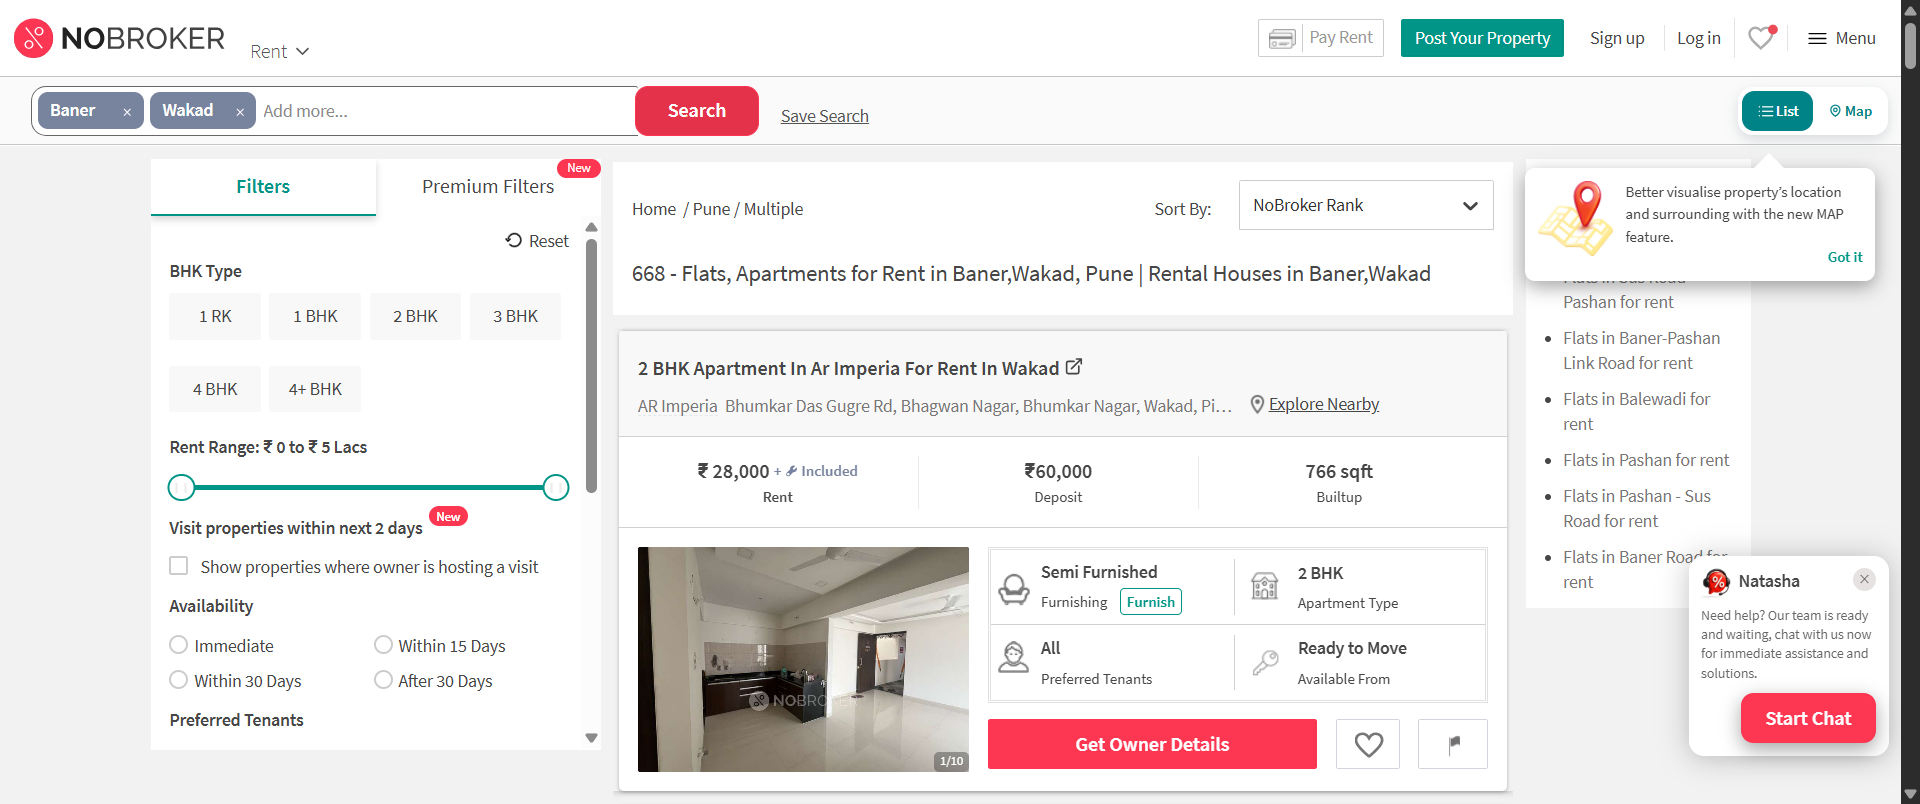 NOBROKER
Rent
Pay Rent
Post Your Property
Sign up
Log in
Menu
Baner ×
Wakad ×
Add more...
Search
Save Search
List
Map
Filters
Premium Filters
New
Reset
BHK Type
1 RK
1 BHK
2 BHK
3 BHK
4 BHK
4+ BHK
Rent Range: ₹ 0 to ₹ 5 Lacs
Visit properties within next 2 days
New
Show properties where owner is hosting a visit
Availability
Immediate
Within 15 Days
Within 30 Days
After 30 Days
Preferred Tenants
Home / Pune / Multiple
Sort By:
NoBroker Rank
668 - Flats, Apartments for Rent in Baner,Wakad, Pune | Rental Houses in Baner,Wakad
2 BHK Apartment In Ar Imperia For Rent In Wakad
AR Imperia Bhumkar Das Gugre Rd, Bhagwan Nagar, Bhumkar Nagar, Wakad, Pi...
Explore Nearby
₹ 28,000 + Included
Rent
₹60,000
Deposit
766 sqft
Builtup
NOBROKER
1/10
Semi Furnished
Furnishing
Furnish
2 BHK
Apartment Type
All
Preferred Tenants
Ready to Move
Available From
Get Owner Details
Better visualise property's location
and surrounding with the new MAP
feature.
Got it
Flats in Sus Road
Pashan for rent
Flats in Baner-Pashan
Link Road for rent
Flats in Balewadi for
rent
Flats in Pashan for rent
Flats in Pashan - Sus
Road for rent
Flats in Baner Road for
rent
Natasha
Need help? Our team is ready
and waiting, chat with us now
for immediate assistance and
solutions.
Start Chat